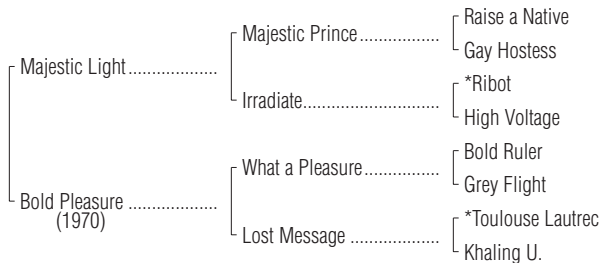 Raise a Native
Majestic Prince..................
Gay Hostess
Majestic Light....................
*Ribot
Irradiate...............................
High Voltage
Bold Ruler
What a Pleasure.................
Grey Flight
Bold Pleasure ....................
(1970)
*Toulouse Lautrec
Lost Message ....................
Khaling U.